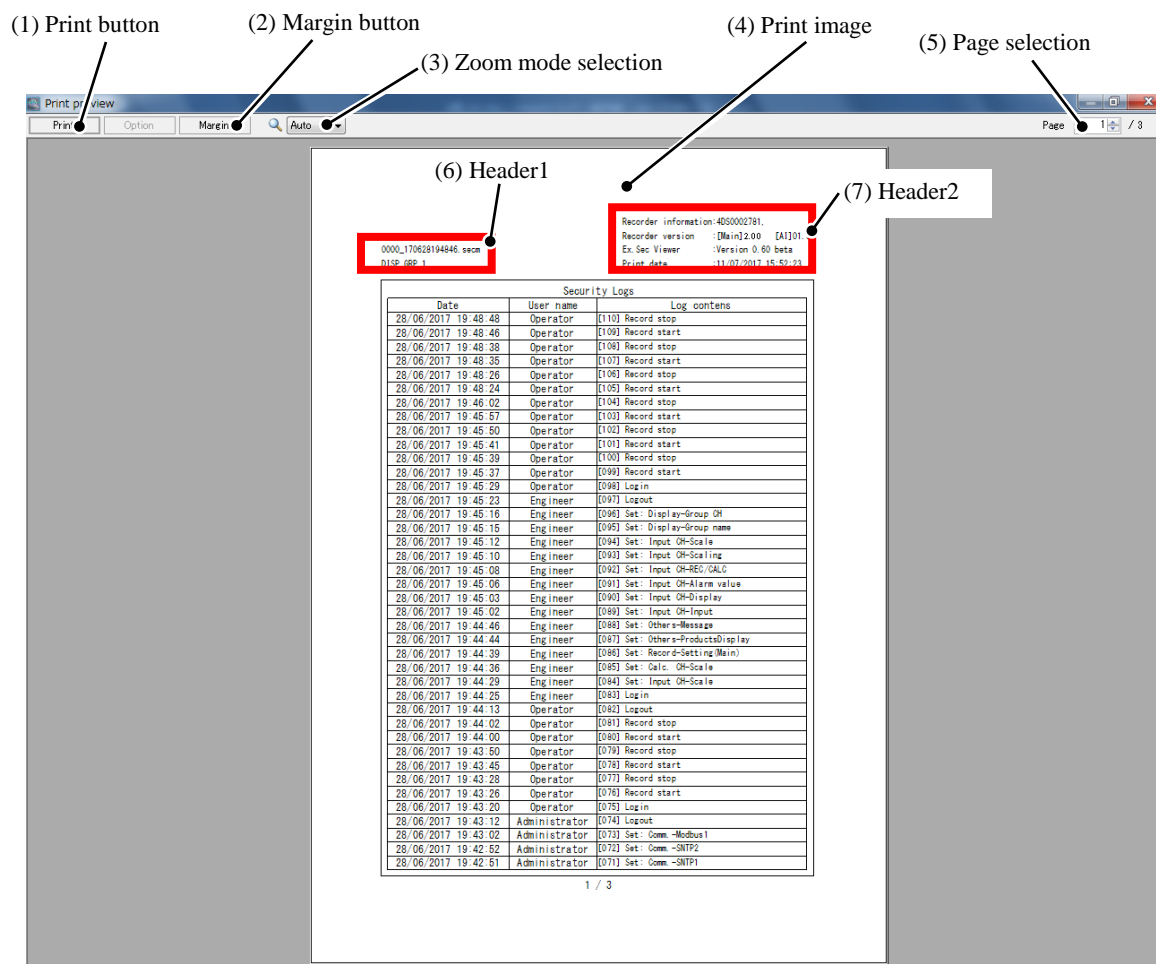 (1) Print button
(2) Margin button
(4) Print image
(5) Page selection
(3) Zoom mode selection
Print preview
Print Option Margin Auto Page 1 / 3
(6) Header1
(7) Header2
Recorder information:4DS0002781,
Recorder version :[Main]2.00 [AI]01.
0000_170628194846.secm Ex.Sec Viewer :Version 0.60 beta
DISP GRP 1 Print date :11/07/2017 15:52:23
Security Logs
Date User name Log contens
28/06/2017 19:48:48 Operator [110] Record stop
28/06/2017 19:48:46 Operator [109] Record start
28/06/2017 19:48:38 Operator [108] Record stop
28/06/2017 19:48:35 Operator [107] Record start
28/06/2017 19:48:26 Operator [106] Record stop
28/06/2017 19:48:24 Operator [105] Record start
28/06/2017 19:46:02 Operator [104] Record stop
28/06/2017 19:45:57 Operator [103] Record start
28/06/2017 19:45:50 Operator [102] Record stop
28/06/2017 19:45:41 Operator [101] Record start
28/06/2017 19:45:39 Operator [100] Record stop
28/06/2017 19:45:37 Operator [099] Record start
28/06/2017 19:45:29 Operator [098] Login
28/06/2017 19:45:23 Engineer [097] Logout
28/06/2017 19:45:16 Engineer [096] Set: Display-Group CH
28/06/2017 19:45:15 Engineer [095] Set: Display-Group name
28/06/2017 19:45:12 Engineer [094] Set: Input CH-Scale
28/06/2017 19:45:10 Engineer [093] Set: Input CH-Scaling
28/06/2017 19:45:08 Engineer [092] Set: Input CH-REC/CALC
28/06/2017 19:45:06 Engineer [091] Set: Input CH-Alarm value
28/06/2017 19:45:03 Engineer [090] Set: Input CH-Display
28/06/2017 19:45:02 Engineer [089] Set: Input CH-Input
28/06/2017 19:44:46 Engineer [088] Set: Others-Message
28/06/2017 19:44:44 Engineer [087] Set: Others-ProductsDisplay
28/06/2017 19:44:39 Engineer [086] Set: Record-Setting(Main)
28/06/2017 19:44:36 Engineer [085] Set: Calc. CH-Scale
28/06/2017 19:44:29 Engineer [084] Set: Input CH-Scale
28/06/2017 19:44:25 Engineer [083] Login
28/06/2017 19:44:13 Operator [082] Logout
28/06/2017 19:44:02 Operator [081] Record stop
28/06/2017 19:44:00 Operator [080] Record start
28/06/2017 19:43:50 Operator [079] Record stop
28/06/2017 19:43:45 Operator [078] Record start
28/06/2017 19:43:28 Operator [077] Record stop
28/06/2017 19:43:26 Operator [076] Record start
28/06/2017 19:43:20 Operator [075] Login
28/06/2017 19:43:12 Administrator [074] Logout
28/06/2017 19:43:02 Administrator [073] Set: Comm.-Modbus1
28/06/2017 19:42:52 Administrator [072] Set: Comm.-SNTP2
28/06/2017 19:42:51 Administrator [071] Set: Comm.-SNTP1
1 / 3